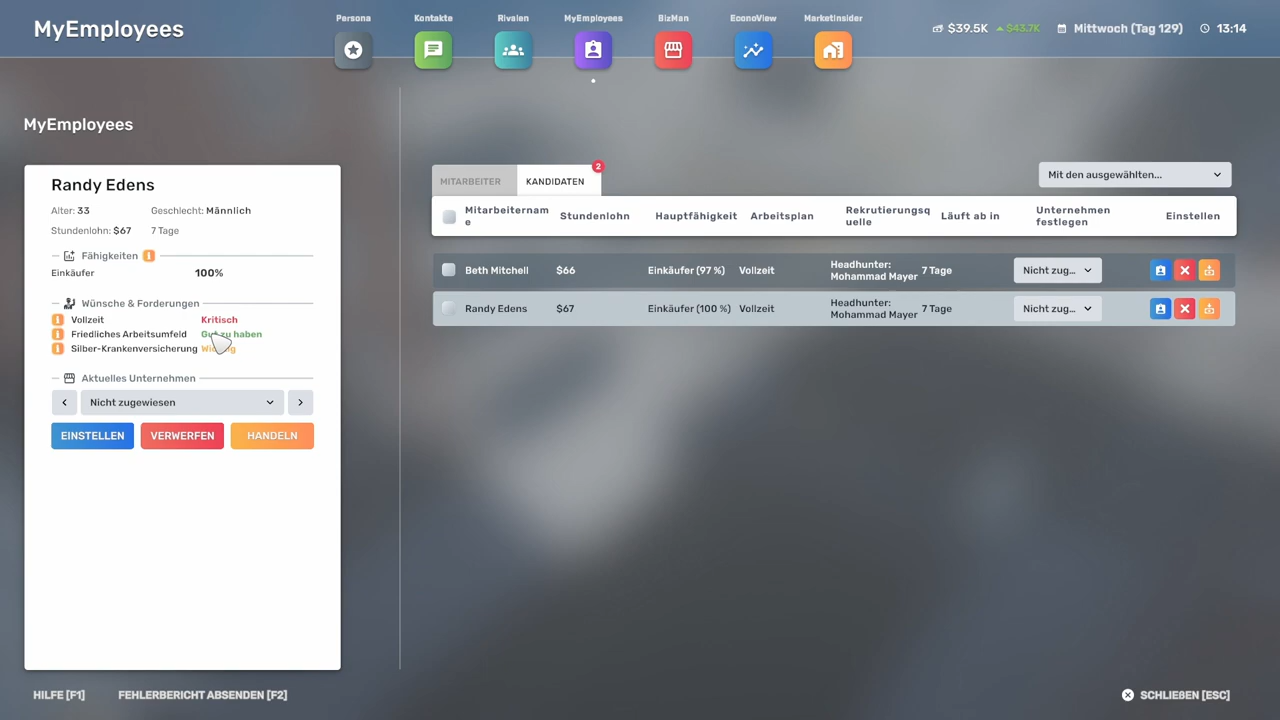 MyEmployees
Persona
Kontakte
Rivalen
MyEmployees
BizMan
EconoView
MarketInsider
$39.5K
$43.7K
Mittwoch (Tag 129)
13:14
MyEmployees
Randy Edens
Alter: 33
Geschlecht: Männlich
Stundenlohn: $67
7 Tage
Fähigkeiten
Einkäufer
100%
Wünsche & Forderungen
Vollzeit
Kritisch
Friedliches Arbeitsumfeld
Gut zu haben
Silber-Krankenversicherung
Aktuelles Unternehmen
Nicht zugewiesen
EINSTELLEN
VERWERFEN
HANDELN
MITARBEITER
KANDIDATEN
2
Mit den ausgewählten...
Mitarbeiternam
e
Stundenlohn
Hauptfähigkeit
Arbeitsplan
Rekrutierungsq
uelle
Läuft ab in
Unternehmen
festlegen
Einstellen
Beth Mitchell
$66
Einkäufer (97 %)
Vollzeit
Headhunter:
Mohammad Mayer
7 Tage
Nicht zug...
Randy Edens
$67
Einkäufer (100 %)
Vollzeit
Headhunter:
Mohammad Mayer
7 Tage
Nicht zug...
HILFE [F1]
FEHLERBERICHT ABSENDEN [F2]
SCHLIEẞEN [ESC]